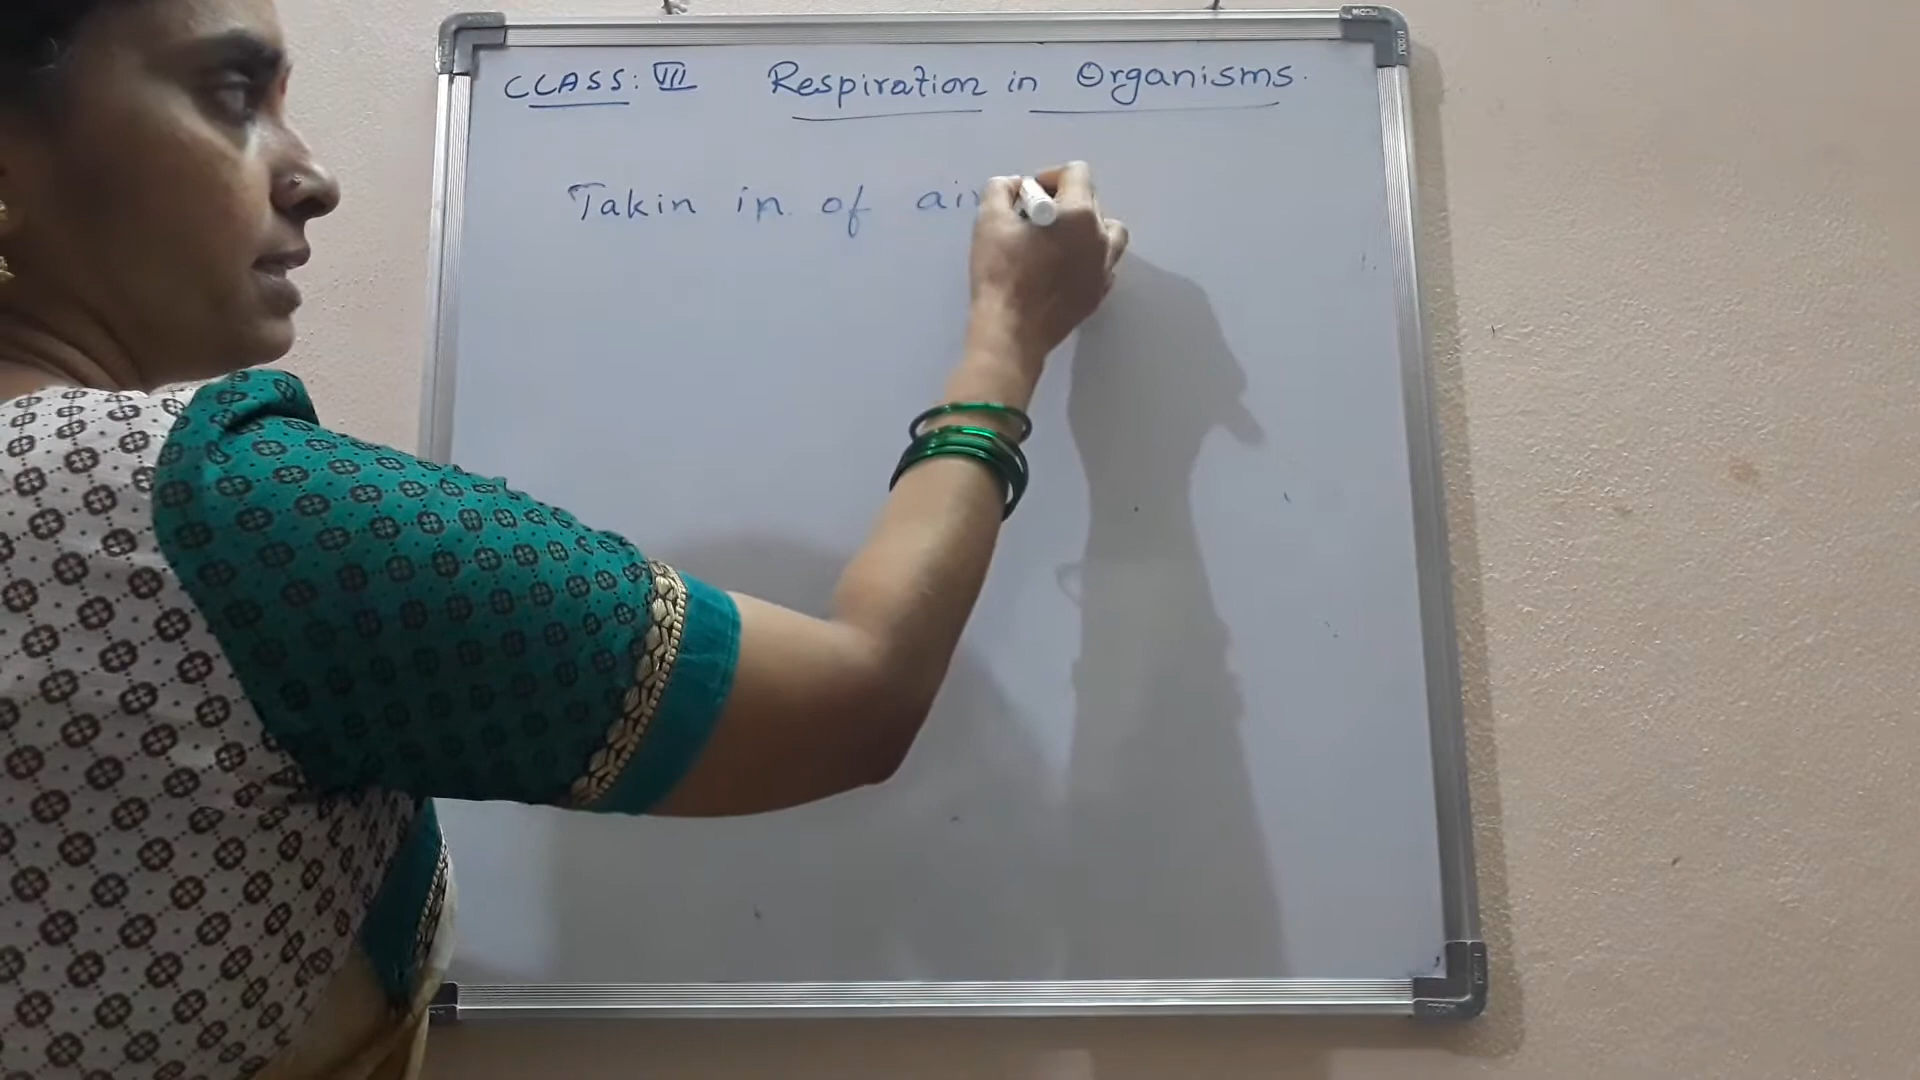 CLASS: VII Respiration in Organisms.
Takin in of air